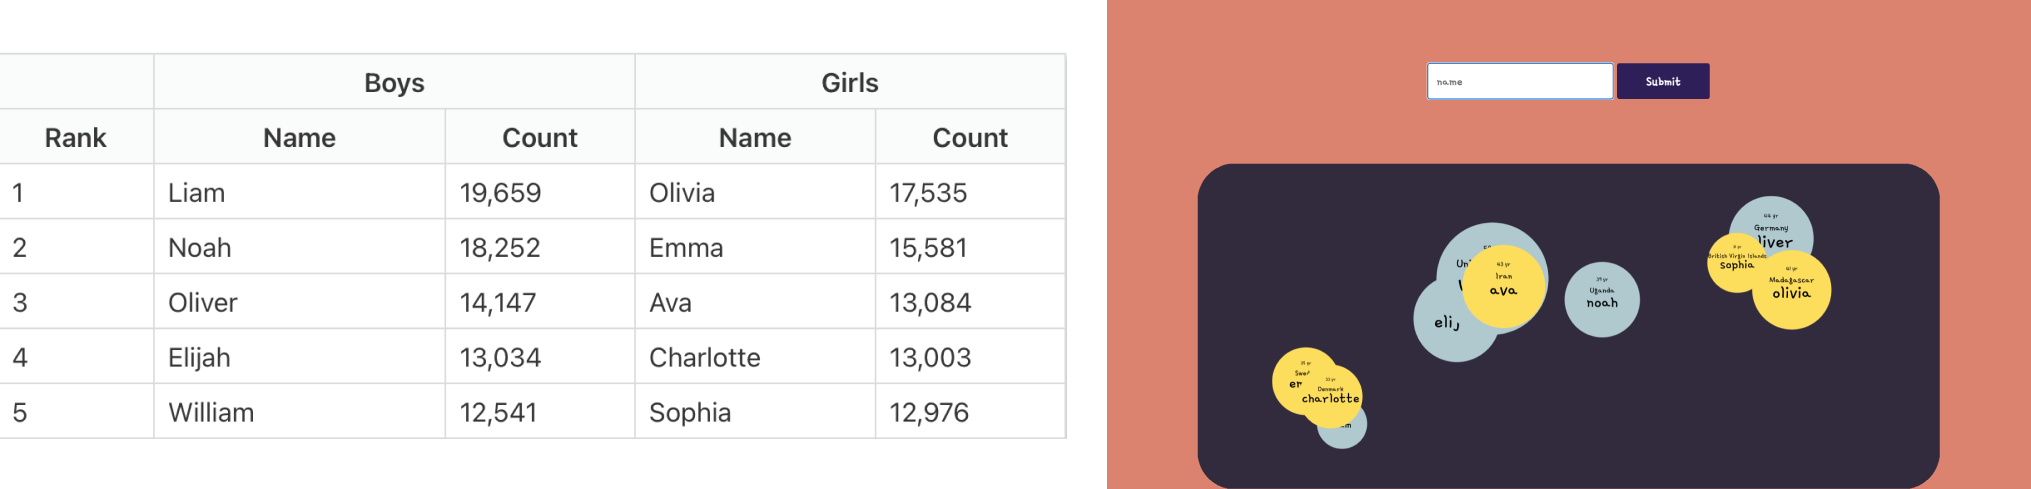 Boys Girls
Rank Name Count Name Count
1 Liam 19,659 Olivia 17,535
2 Noah 18,252 Emma 15,581
3 Oliver 14,147 Ava 13,084
4 Elijah 13,034 Charlotte 13,003
5 William 12,541 Sophia 12,976
name
Submit
Germany
liver
British Virgin Islands
sophia
Madagascar
olivia
Un
43 yr
Iran
ava
elij
Uganda
noah
Swe
er
Denmark
charlotte